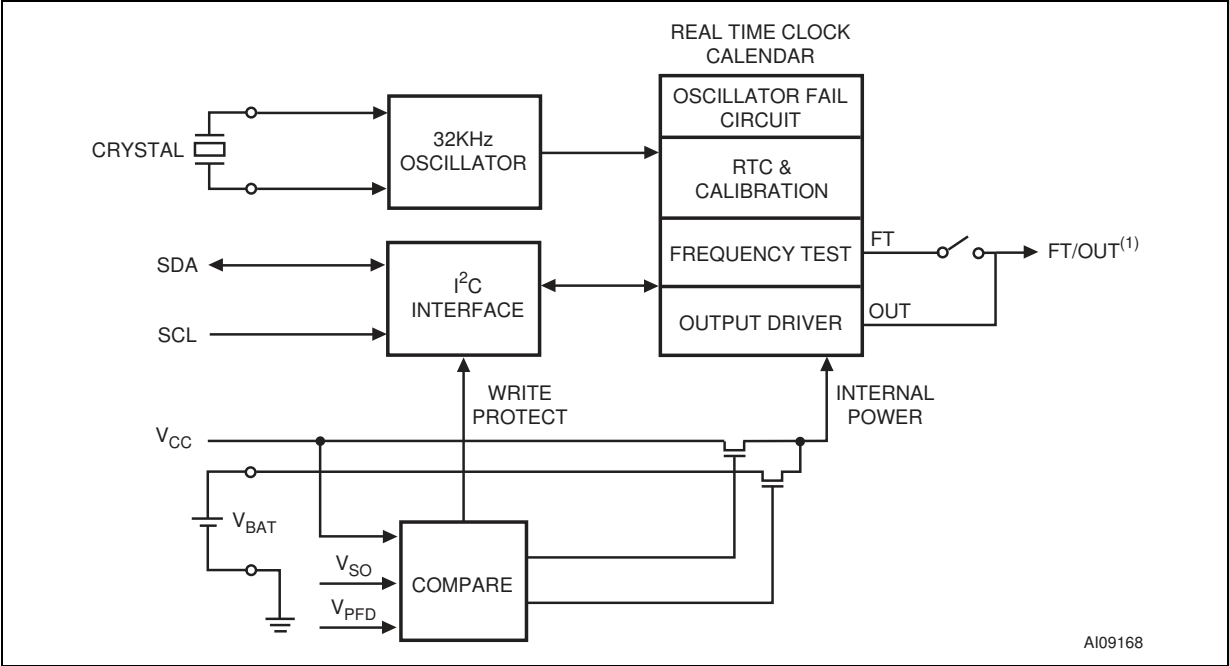 REAL TIME CLOCK
CALENDAR
OSCILLATOR FAIL
CIRCUIT
CRYSTAL
32KHz
OSCILLATOR
RTC &
CALIBRATION
FREQUENCY TEST
FT
FT/OUT(1)
SDA
I2C
INTERFACE
SCL
OUTPUT DRIVER
OUT
WRITE
PROTECT
INTERNAL
POWER
VCC
VBAT
VSO
COMPARE
VPFD
AI09168